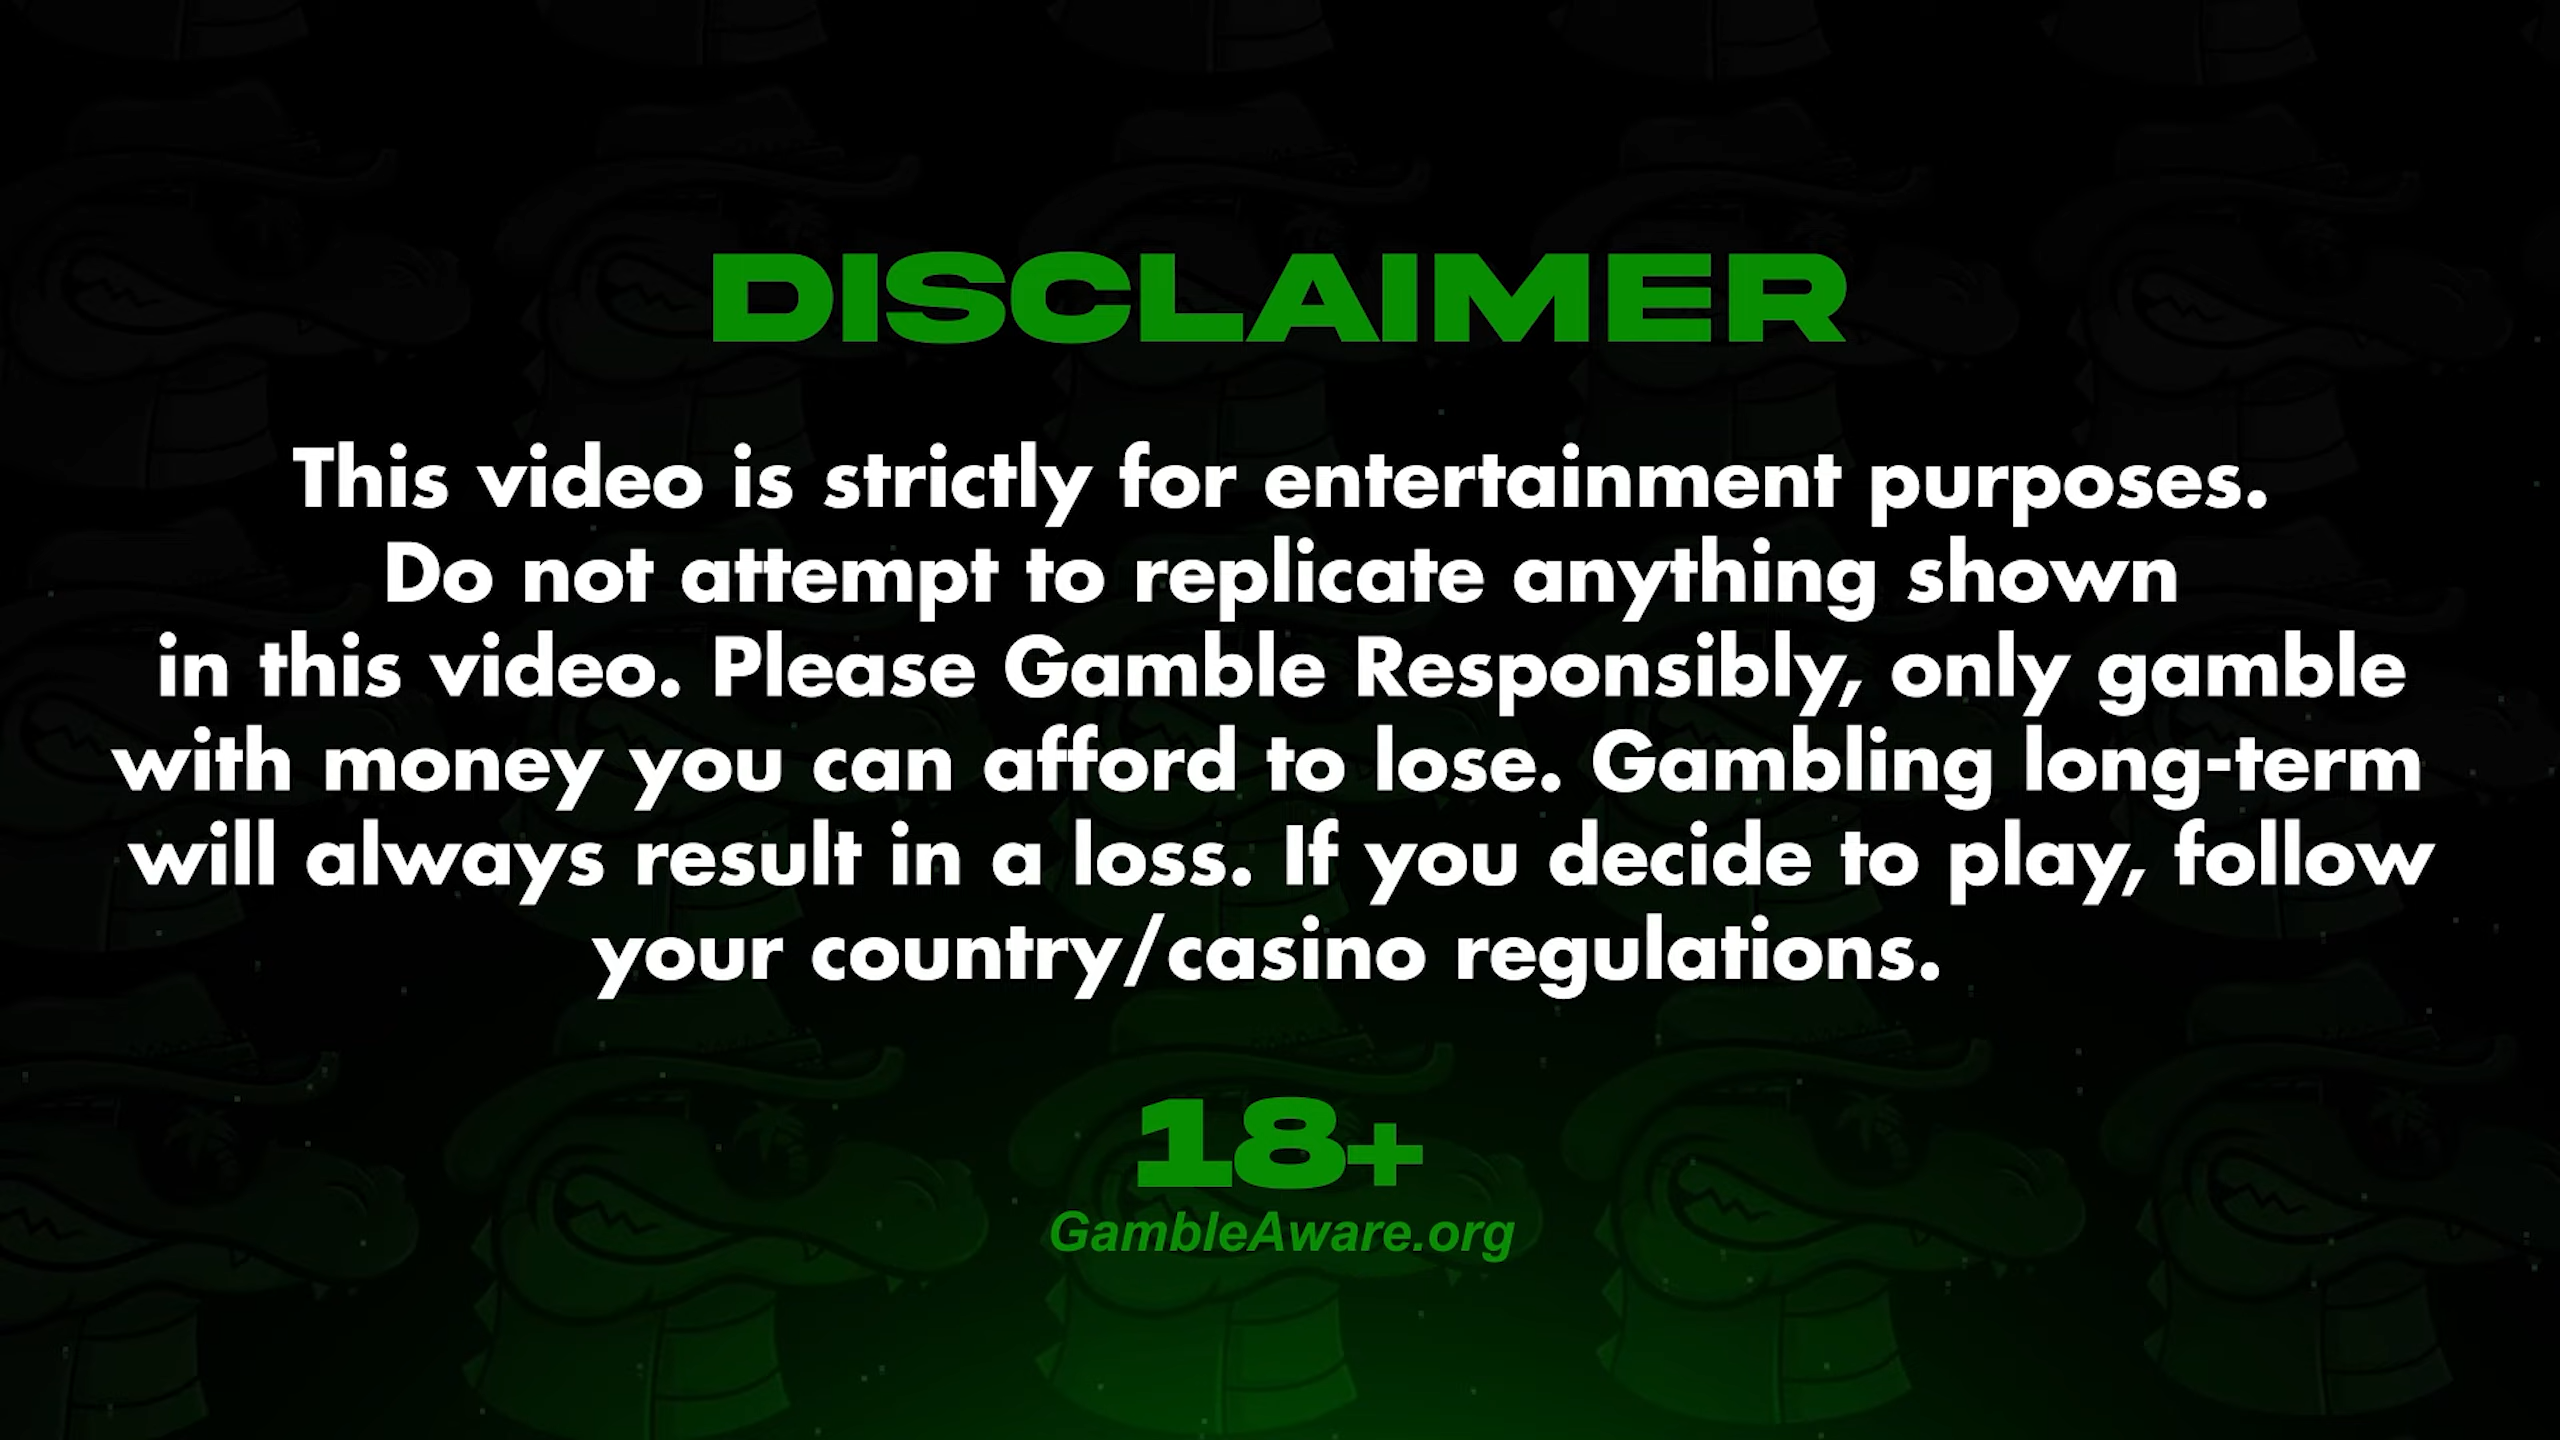 DISCLAIMER
This video is strictly for entertainment purposes.
Do not attempt to replicate anything shown
in this video. Please Gamble Responsibly, only gamble
with money you can afford to lose. Gambling long-term
will always result in a loss. If you decide to play, follow
your country/casino regulations.
18+
GambleAware.org